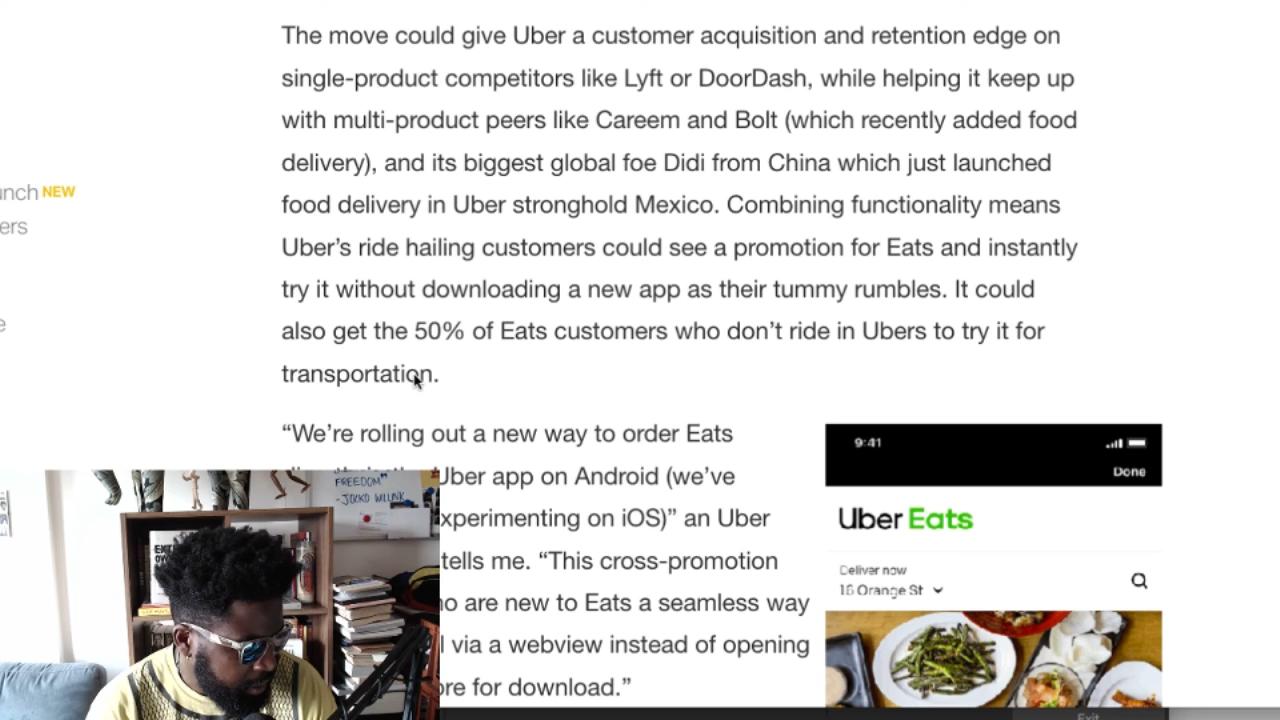 The move could give Uber a customer acquisition and retention edge on
single-product competitors like Lyft or DoorDash, while helping it keep up
with multi-product peers like Careem and Bolt (which recently added food
delivery), and its biggest global foe Didi from China which just launched
food delivery in Uber stronghold Mexico. Combining functionality means
Uber’s ride hailing customers could see a promotion for Eats and instantly
try it without downloading a new app as their tummy rumbles. It could
also get the 50% of Eats customers who don’t ride in Ubers to try it for
transportation.
unch NEW
ers
e
“We’re rolling out a new way to order Eats
Uber app on Android (we’ve
xperimenting on iOS)” an Uber
tells me. “This cross-promotion
o are new to Eats a seamless way
l via a webview instead of opening
ore for download.”
9:41
Done
Uber Eats
Deliver now
16 Orange St
FREEDOM"
-JOCKO WILLINK
Exit